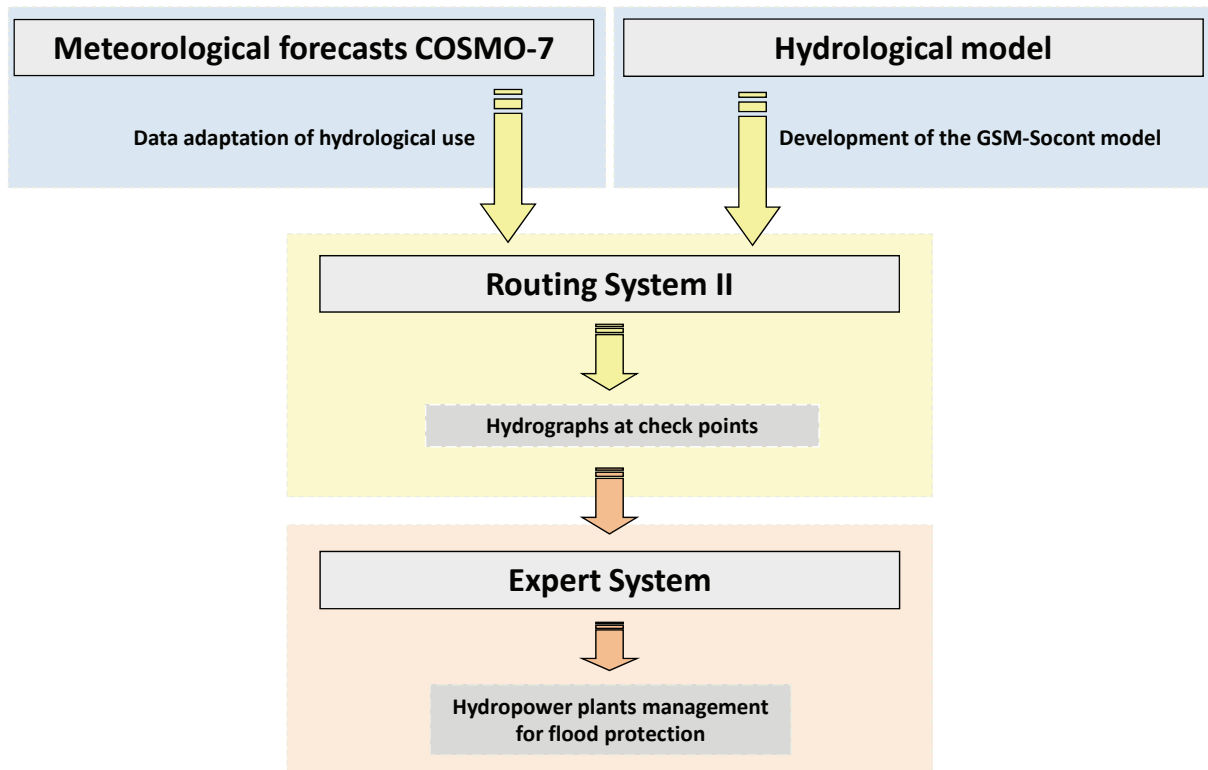 Meteorological forecasts COSMO-7
Hydrological model
Data adaptation of hydrological use
Development of the GSM-Socont model
Routing System II
Hydrographs at check points
Expert System
Hydropower plants management
for flood protection